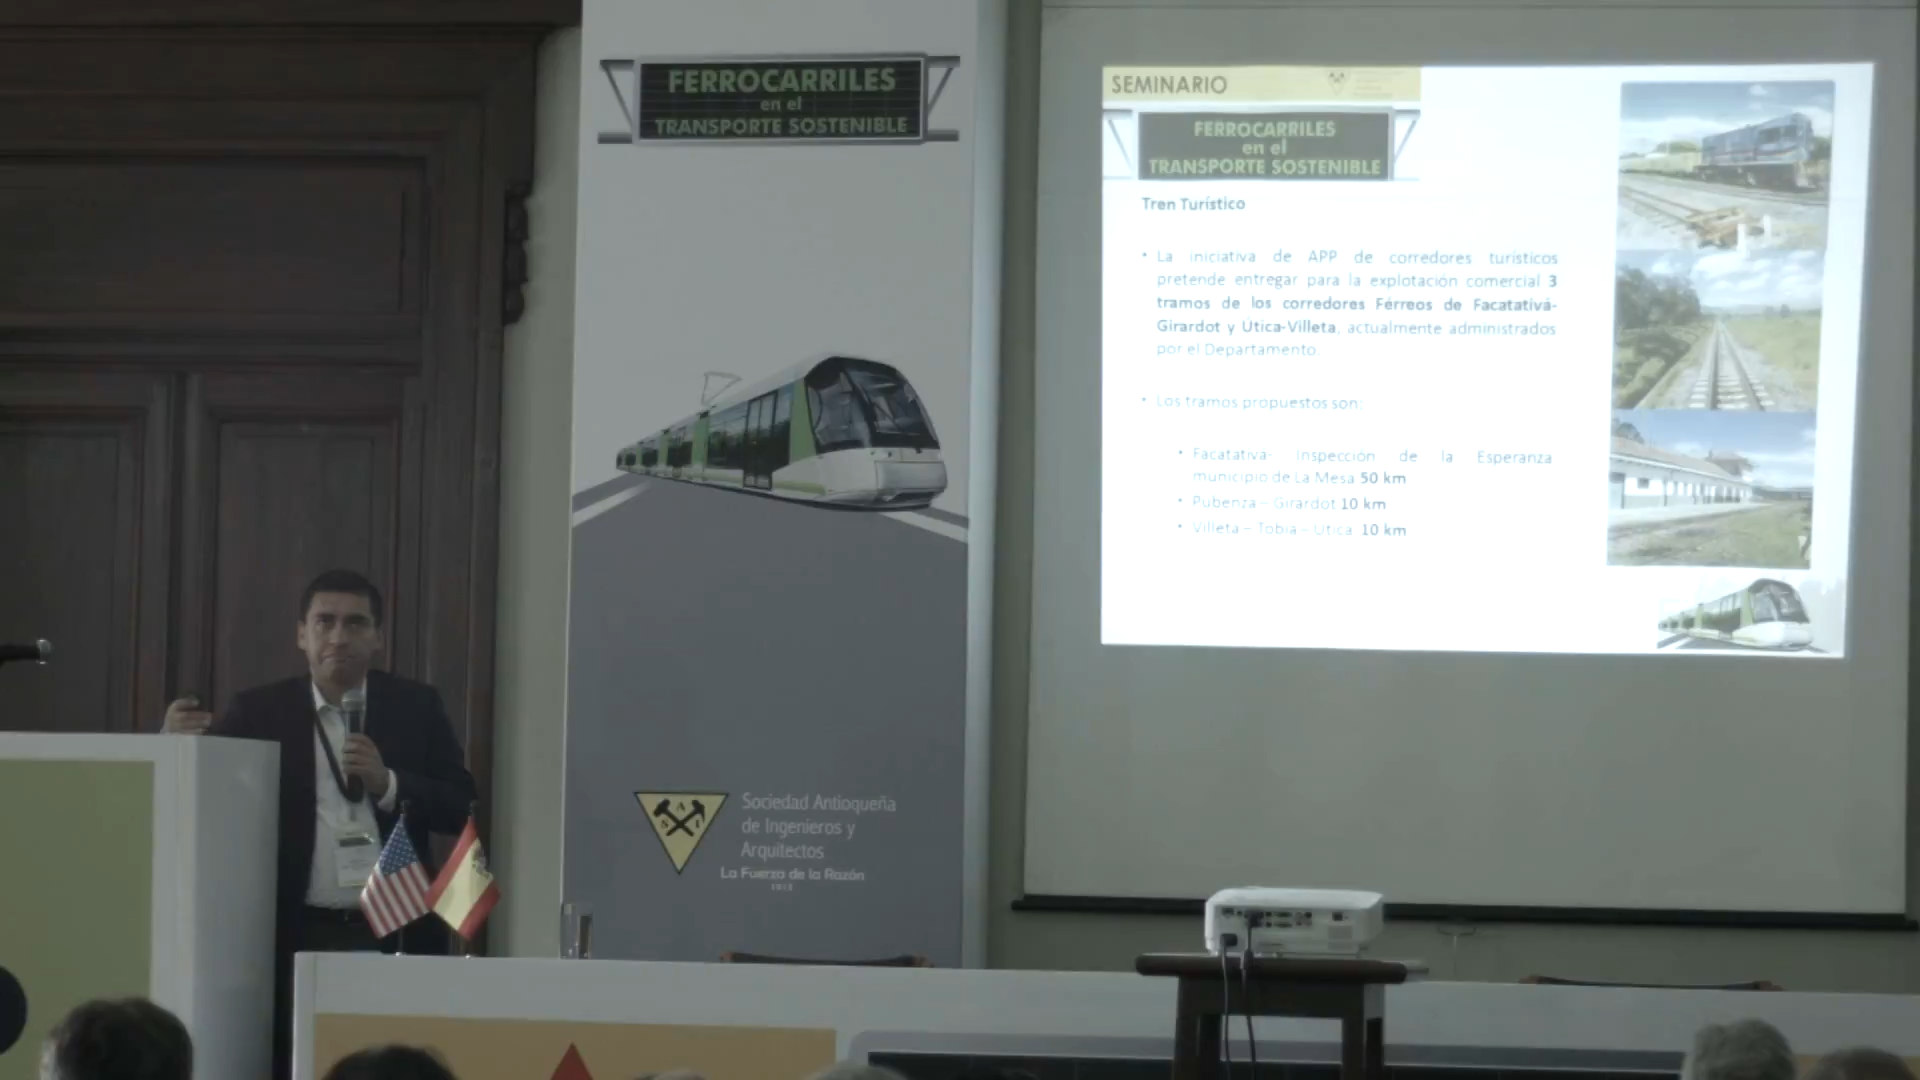 FERROCARRILES
en el
TRANSPORTE SOSTENIBLE
Sociedad Antioqueña
de Ingenieros y
Arquitectos
La Fuerza de la Razón
1913
SAI
SEMINARIO
FERROCARRILES
en el
TRANSPORTE SOSTENIBLE
Tren Turístico
• La iniciativa de APP de corredores turísticos
pretende entregar para la explotación comercial 3
tramos de los corredores Férreos de Facatativá-
Girardot y Útica-Villeta, actualmente administrados
por el Departamento.
• Los tramos propuestos son:
• Facatativa- Inspección de la Esperanza
municipio de La Mesa 50 km
• Pubenza – Girardot 10 km
• Villeta – Tobia – Utica 10 km